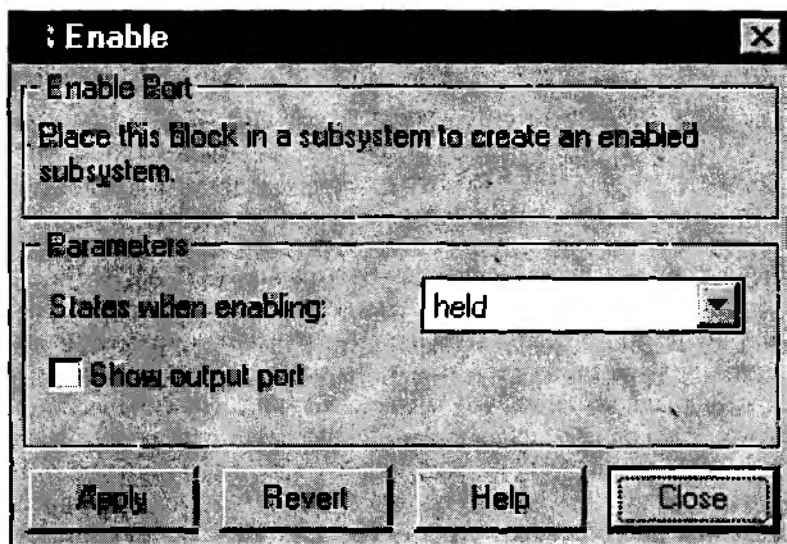 Enable
Enable Port
Place this block in a subsystem to create an enabled
subsystem.
Parameters
States when enabling: held
Show output port
Apply Revert Help Close